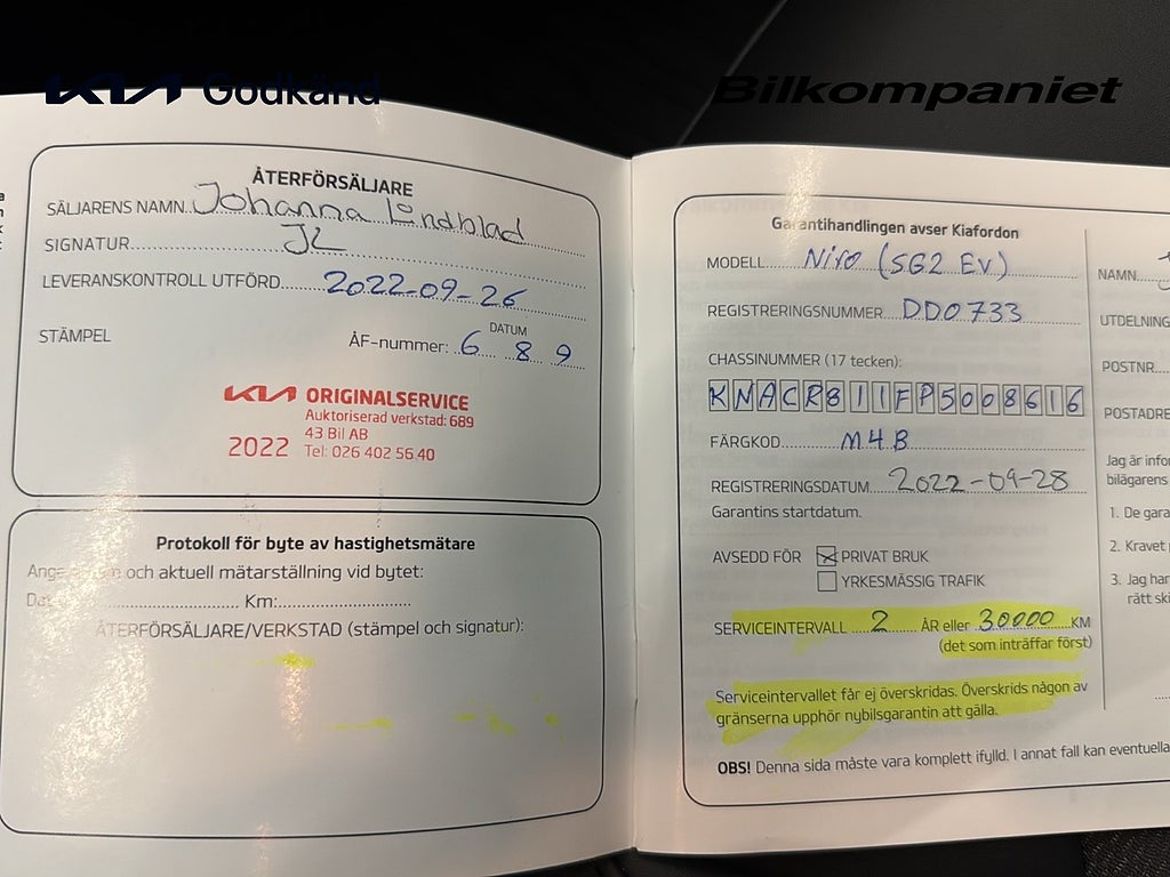 KIA Godkänd
Bilkompaniet
ÅTERFÖRSÄLJARE
SÄLJARENS NAMN Johanna Lindblad
SIGNATUR JL
LEVERANSKONTROLL UTFÖRD 2022-09-26
DATUM
STÄMPEL ÅF-nummer: 6 8 9
KIA ORIGINALSERVICE
Auktoriserad verkstad: 689
43 Bil AB
2022 Tel: 026 402 56 40
Protokoll för byte av hastighetsmätare
och aktuell mätarställning vid bytet:
Km:
ÅTERFÖRSÄLJARE/VERKSTAD (stämpel och signatur):
Garantihandlingen avser Kiafordon
MODELL Niro (SG2 EV)
REGISTRERINGSNUMMER DDO733
CHASSINUMMER (17 tecken):
KNACR811FP5008616
FÄRGKOD M4B
REGISTRERINGSDATUM 2022-09-28
Garantins startdatum.
AVSEDD FÖR PRIVAT BRUK
YRKESMÄSSIG TRAFIK
SERVICEINTERVALL 2 ÅR eller 30000 KM
(det som inträffar först)
Serviceintervallet får ej överskridas. Överskrids någon av
gränserna upphör nybilsgarantin att gälla.
OBS! Denna sida måste vara komplett ifylld. I annat fall kan eventuella
NAMN
UTDELNING
POSTNR
POSTADRE
Jag är infor
bilägarens
1. De gara
2. Kravet
3. Jag har
rätt ski